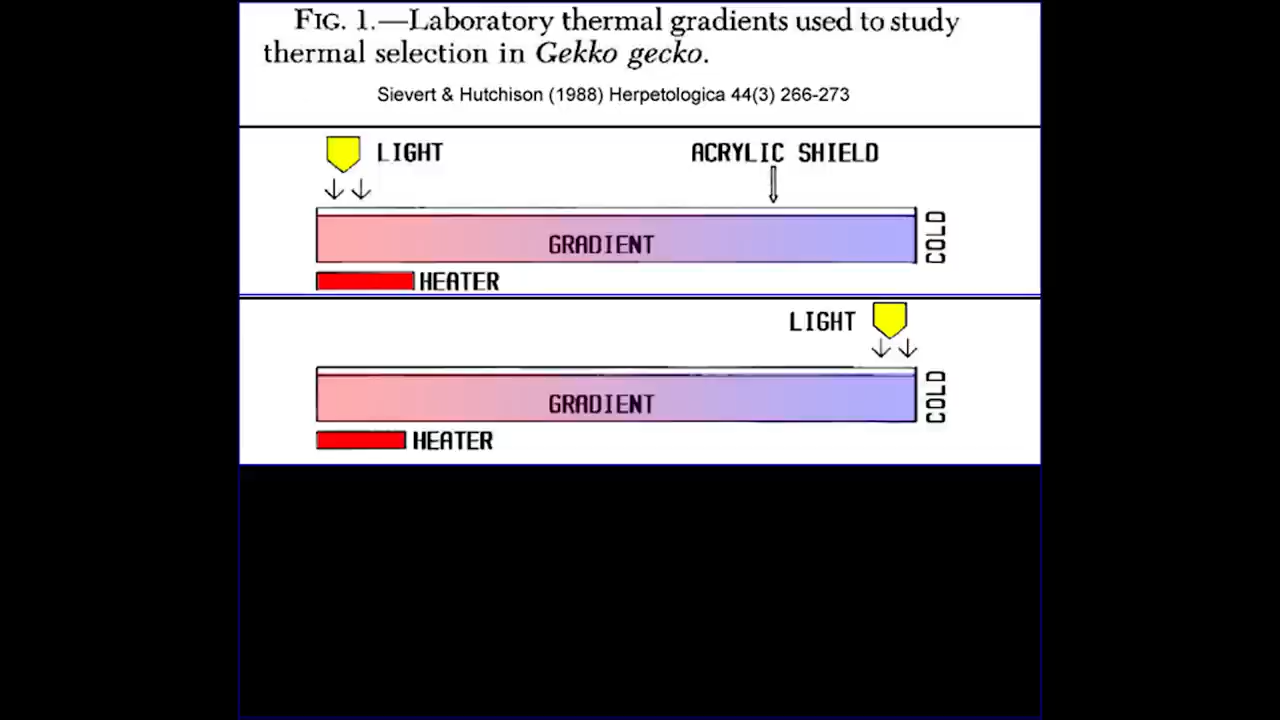 FIG. 1.—Laboratory thermal gradients used to study
thermal selection in Gekko gecko.
Sievert & Hutchison (1988) Herpetologica 44(3) 266-273
LIGHT
ACRYLIC SHIELD
GRADIENT
COLD
HEATER
LIGHT
GRADIENT
COLD
HEATER